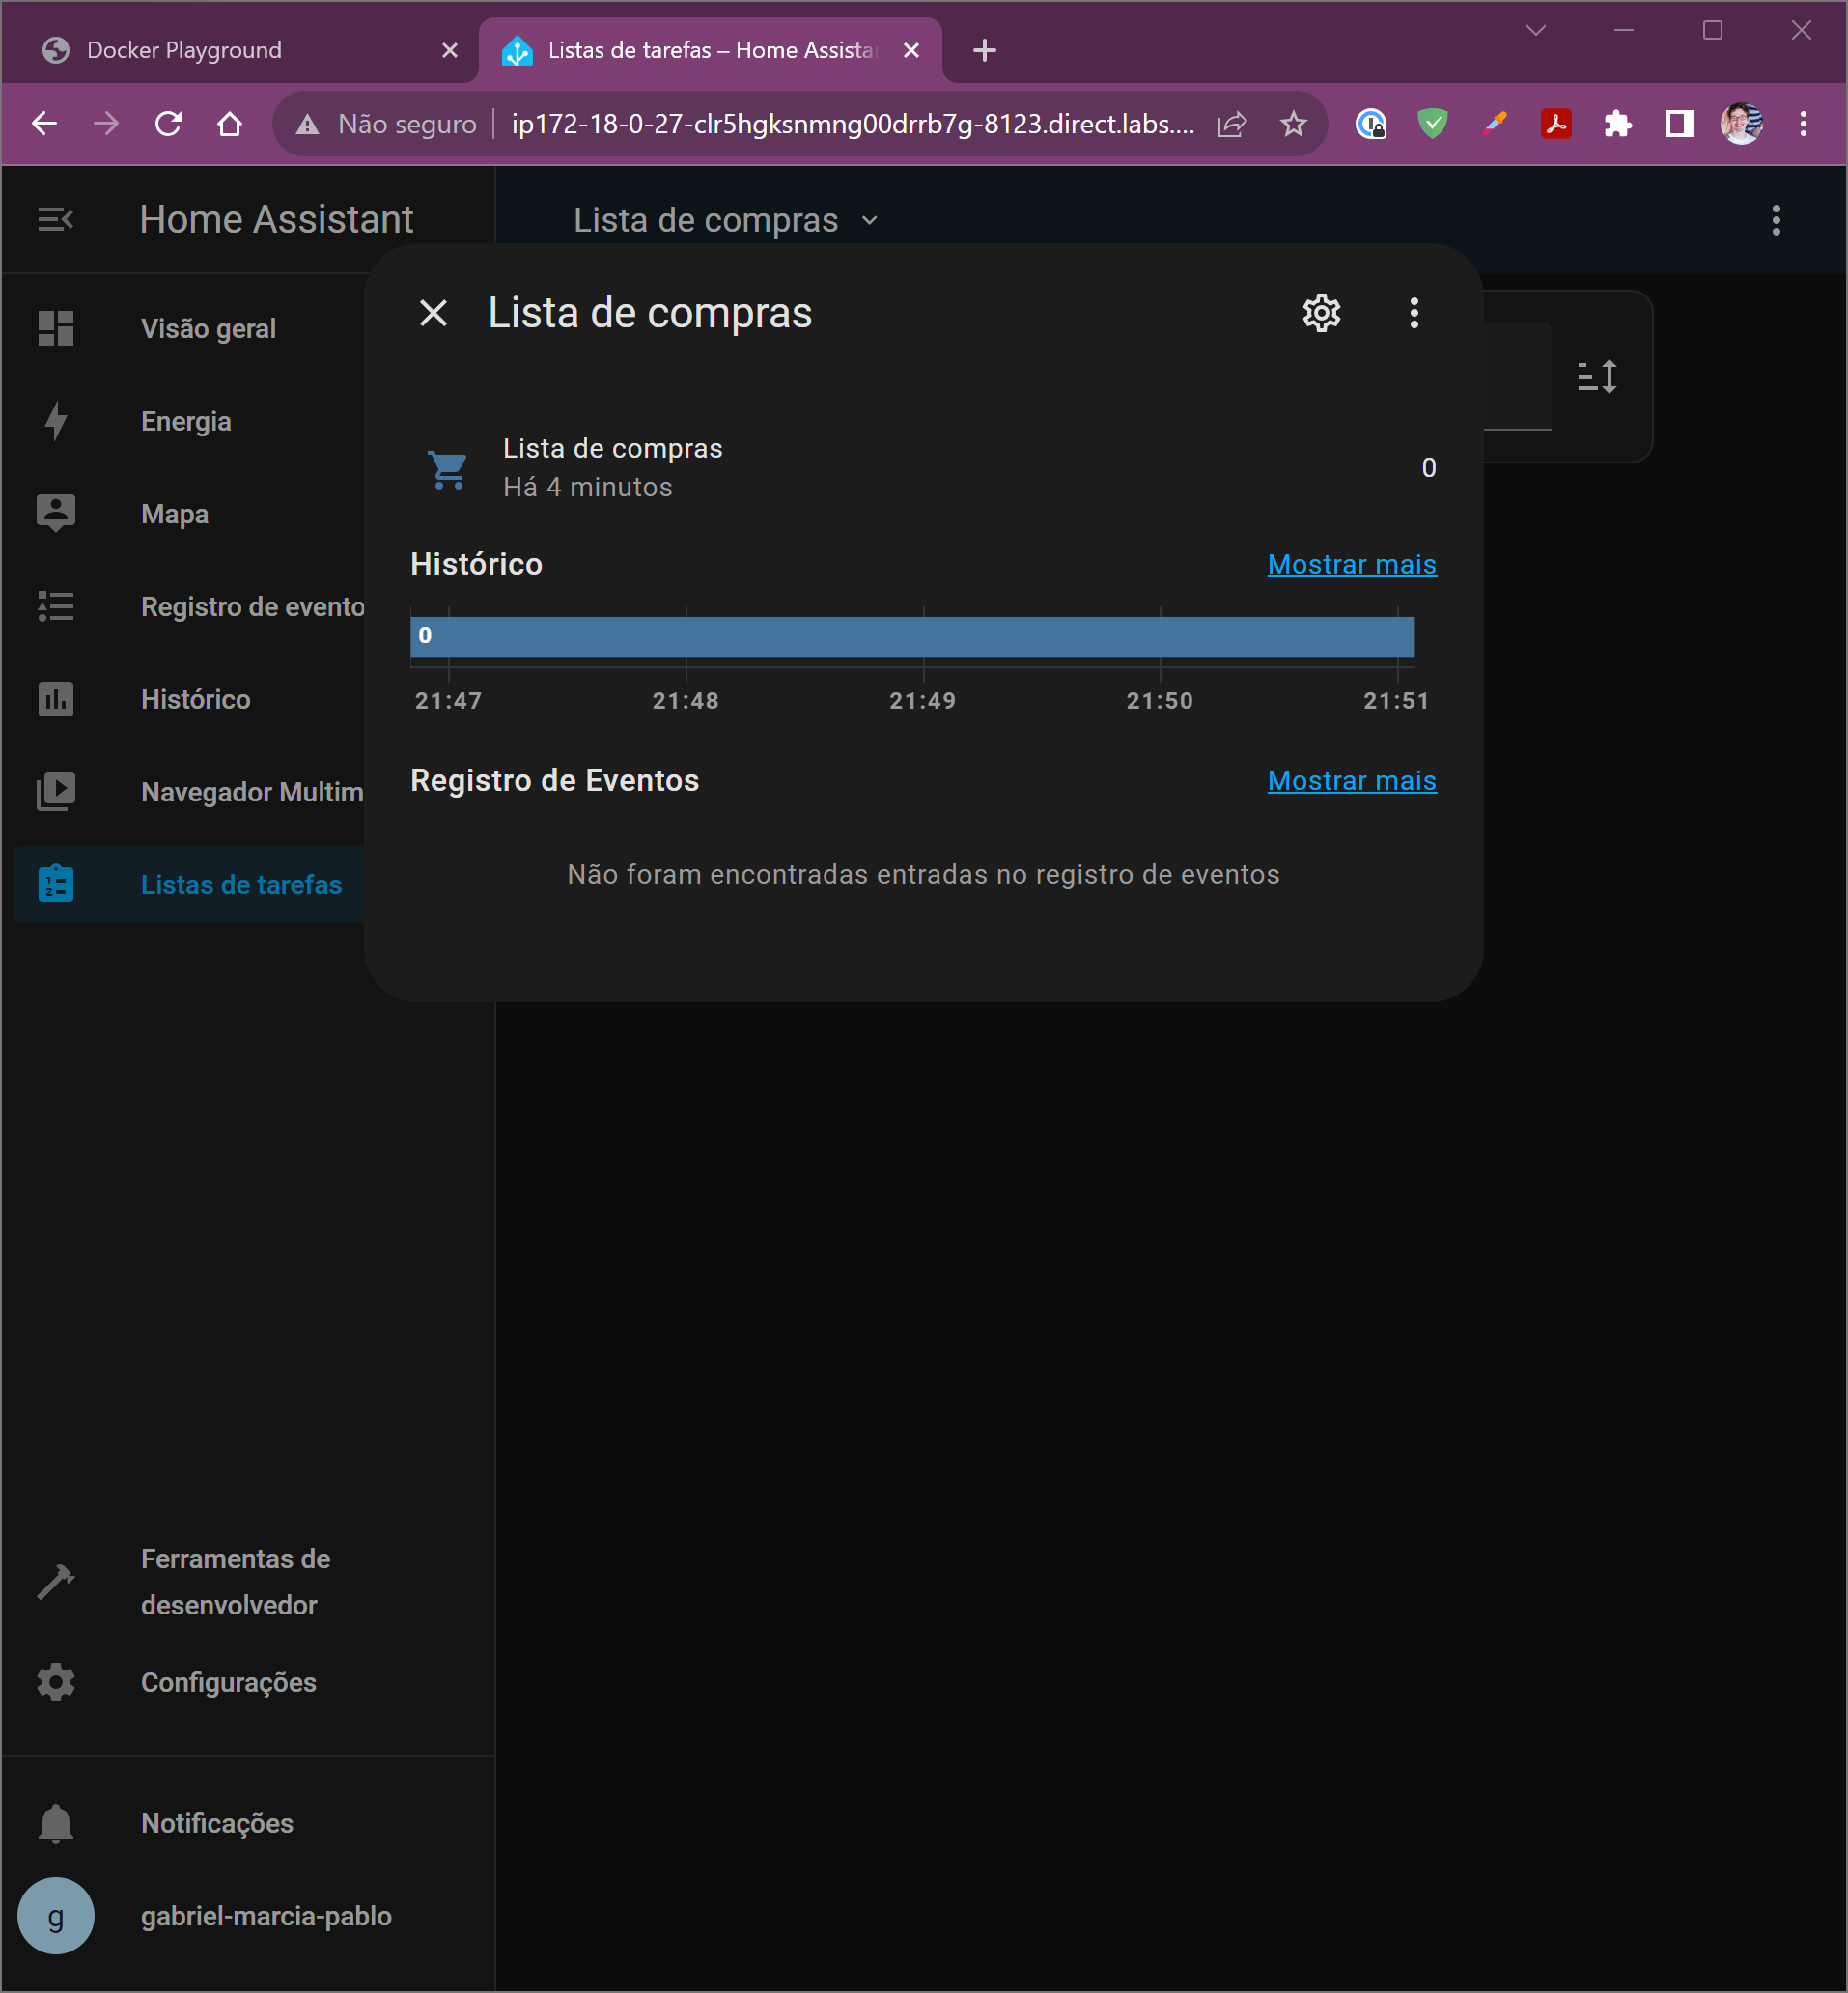 Docker Playground
Listas de tarefas – Home Assista
Não seguro
ip172-18-0-27-clr5hgksnmng00drrb7g-8123.direct.labs....
Home Assistant
Lista de compras
Visão geral
Energia
Mapa
Registro de evento
Histórico
Navegador Multim
Listas de tarefas
Lista de compras
Lista de compras
Há 4 minutos
0
Histórico
Mostrar mais
0
21:47
21:48
21:49
21:50
21:51
Registro de Eventos
Mostrar mais
Não foram encontradas entradas no registro de eventos
Ferramentas de
desenvolvedor
Configurações
Notificações
g
gabriel-marcia-pablo